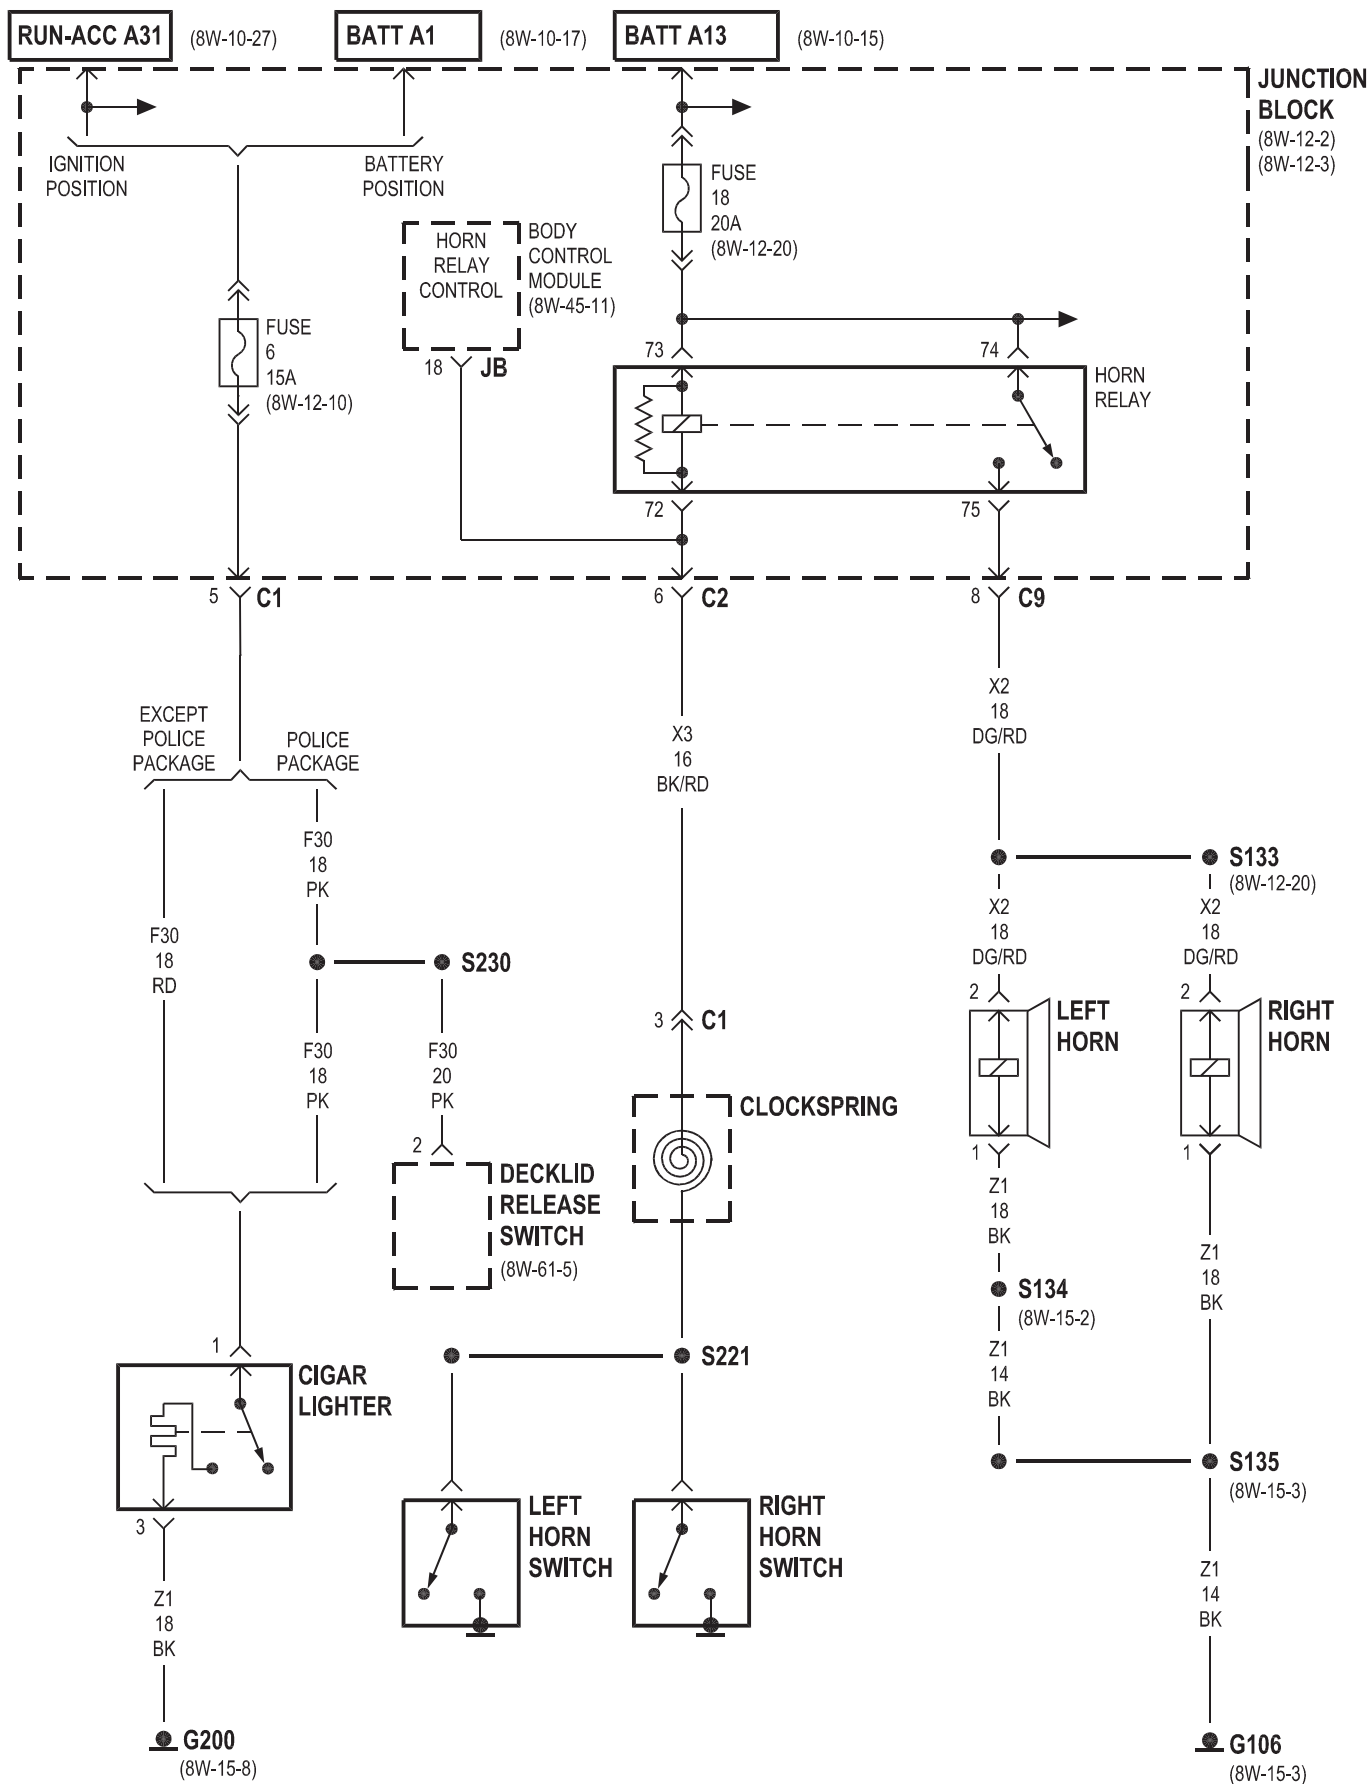 RUN-ACC A31
(8W-10-27)
BATT A1
(8W-10-17)
BATT A13
(8W-10-15)
JUNCTION
BLOCK
(8W-12-2)
(8W-12-3)
IGNITION
POSITION
BATTERY
POSITION
FUSE
18
20A
(8W-12-20)
HORN
RELAY
CONTROL
BODY
CONTROL
MODULE
(8W-45-11)
FUSE
6
15A
(8W-12-10)
18
JB
73
74
HORN
RELAY
72
75
5
C1
6
C2
8
C9
X2
18
DG/RD
EXCEPT
POLICE
PACKAGE
POLICE
PACKAGE
X3
16
BK/RD
F30
18
PK
S133
(8W-12-20)
X2
18
DG/RD
X2
18
DG/RD
F30
18
RD
S230
2
LEFT
HORN
2
RIGHT
HORN
3
C1
F30
18
PK
F30
20
PK
CLOCKSPRING
2
DECKLID
RELEASE
SWITCH
(8W-61-5)
1
1
Z1
18
BK
Z1
18
BK
S134
(8W-15-2)
Z1
14
BK
1
CIGAR
LIGHTER
S221
S135
(8W-15-3)
3
LEFT
HORN
SWITCH
RIGHT
HORN
SWITCH
Z1
18
BK
Z1
14
BK
G200
(8W-15-8)
G106
(8W-15-3)